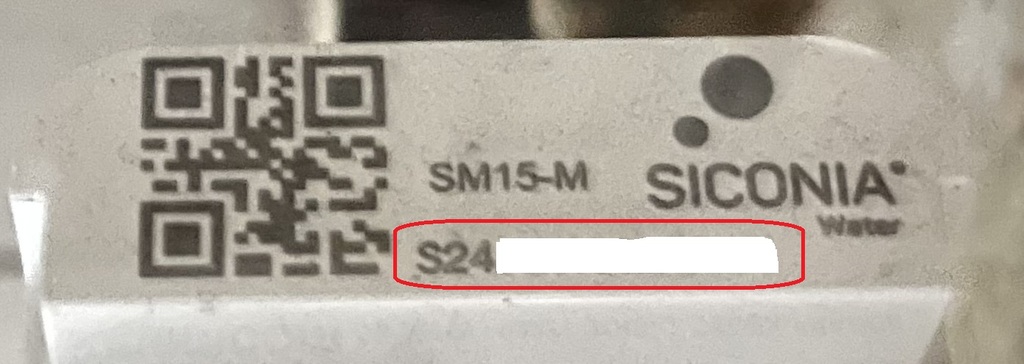 SM15-M
SICONIA
Water
S24